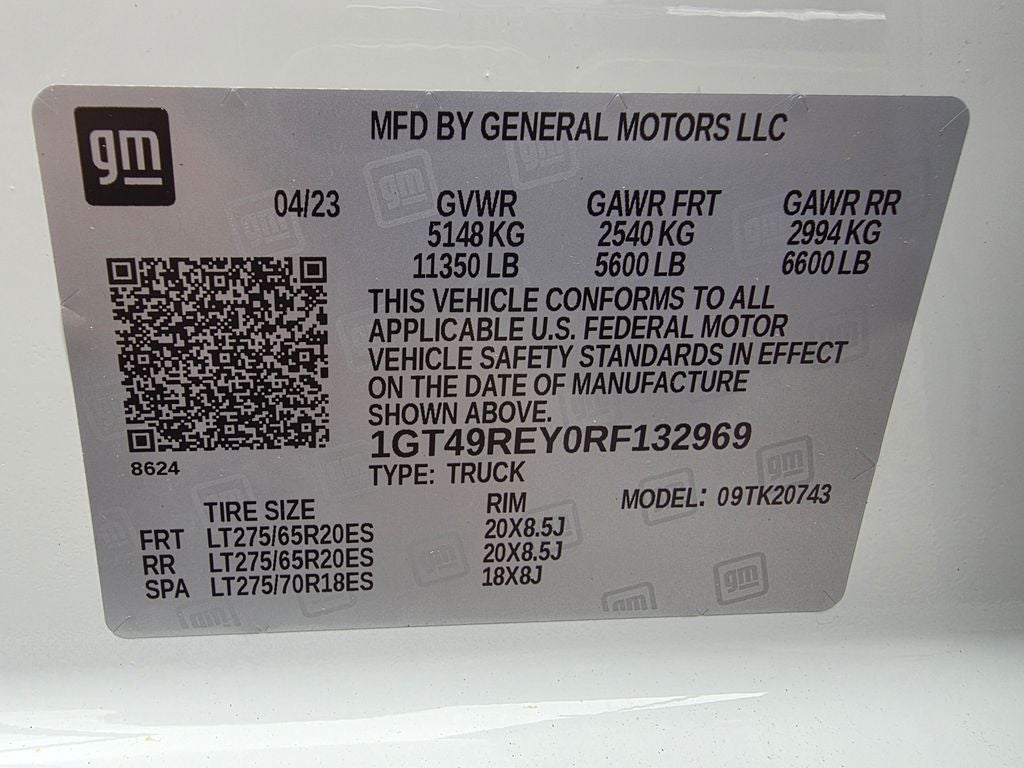 gm
MFD BY GENERAL MOTORS LLC
04/23 GVWR GAWR FRT GAWR RR
5148 KG 2540 KG 2994 KG
11350 LB 5600 LB 6600 LB
THIS VEHICLE CONFORMS TO ALL
APPLICABLE U.S. FEDERAL MOTOR
VEHICLE SAFETY STANDARDS IN EFFECT
ON THE DATE OF MANUFACTURE
SHOWN ABOVE.
1GT49REY0RF132969
8624
TYPE: TRUCK
MODEL: 09TK20743
TIRE SIZE RIM
FRT LT275/65R20ES 20X8.5J
RR LT275/65R20ES 20X8.5J
SPA LT275/70R18ES 18X8J